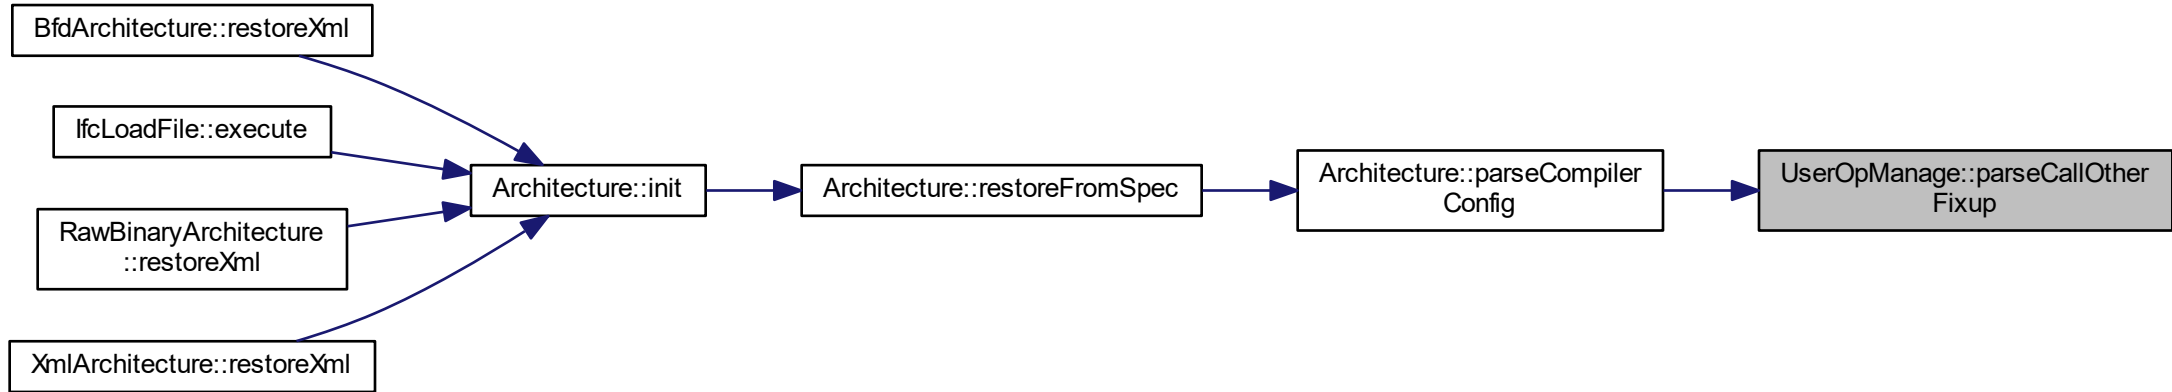 BfdArchitecture::restoreXml
IfcLoadFile::execute
RawBinaryArchitecture
::restoreXml
XmlArchitecture::restoreXml
Architecture::init
Architecture::restoreFromSpec
Architecture::parseCompiler
Config
UserOpManage::parseCallOther
Fixup